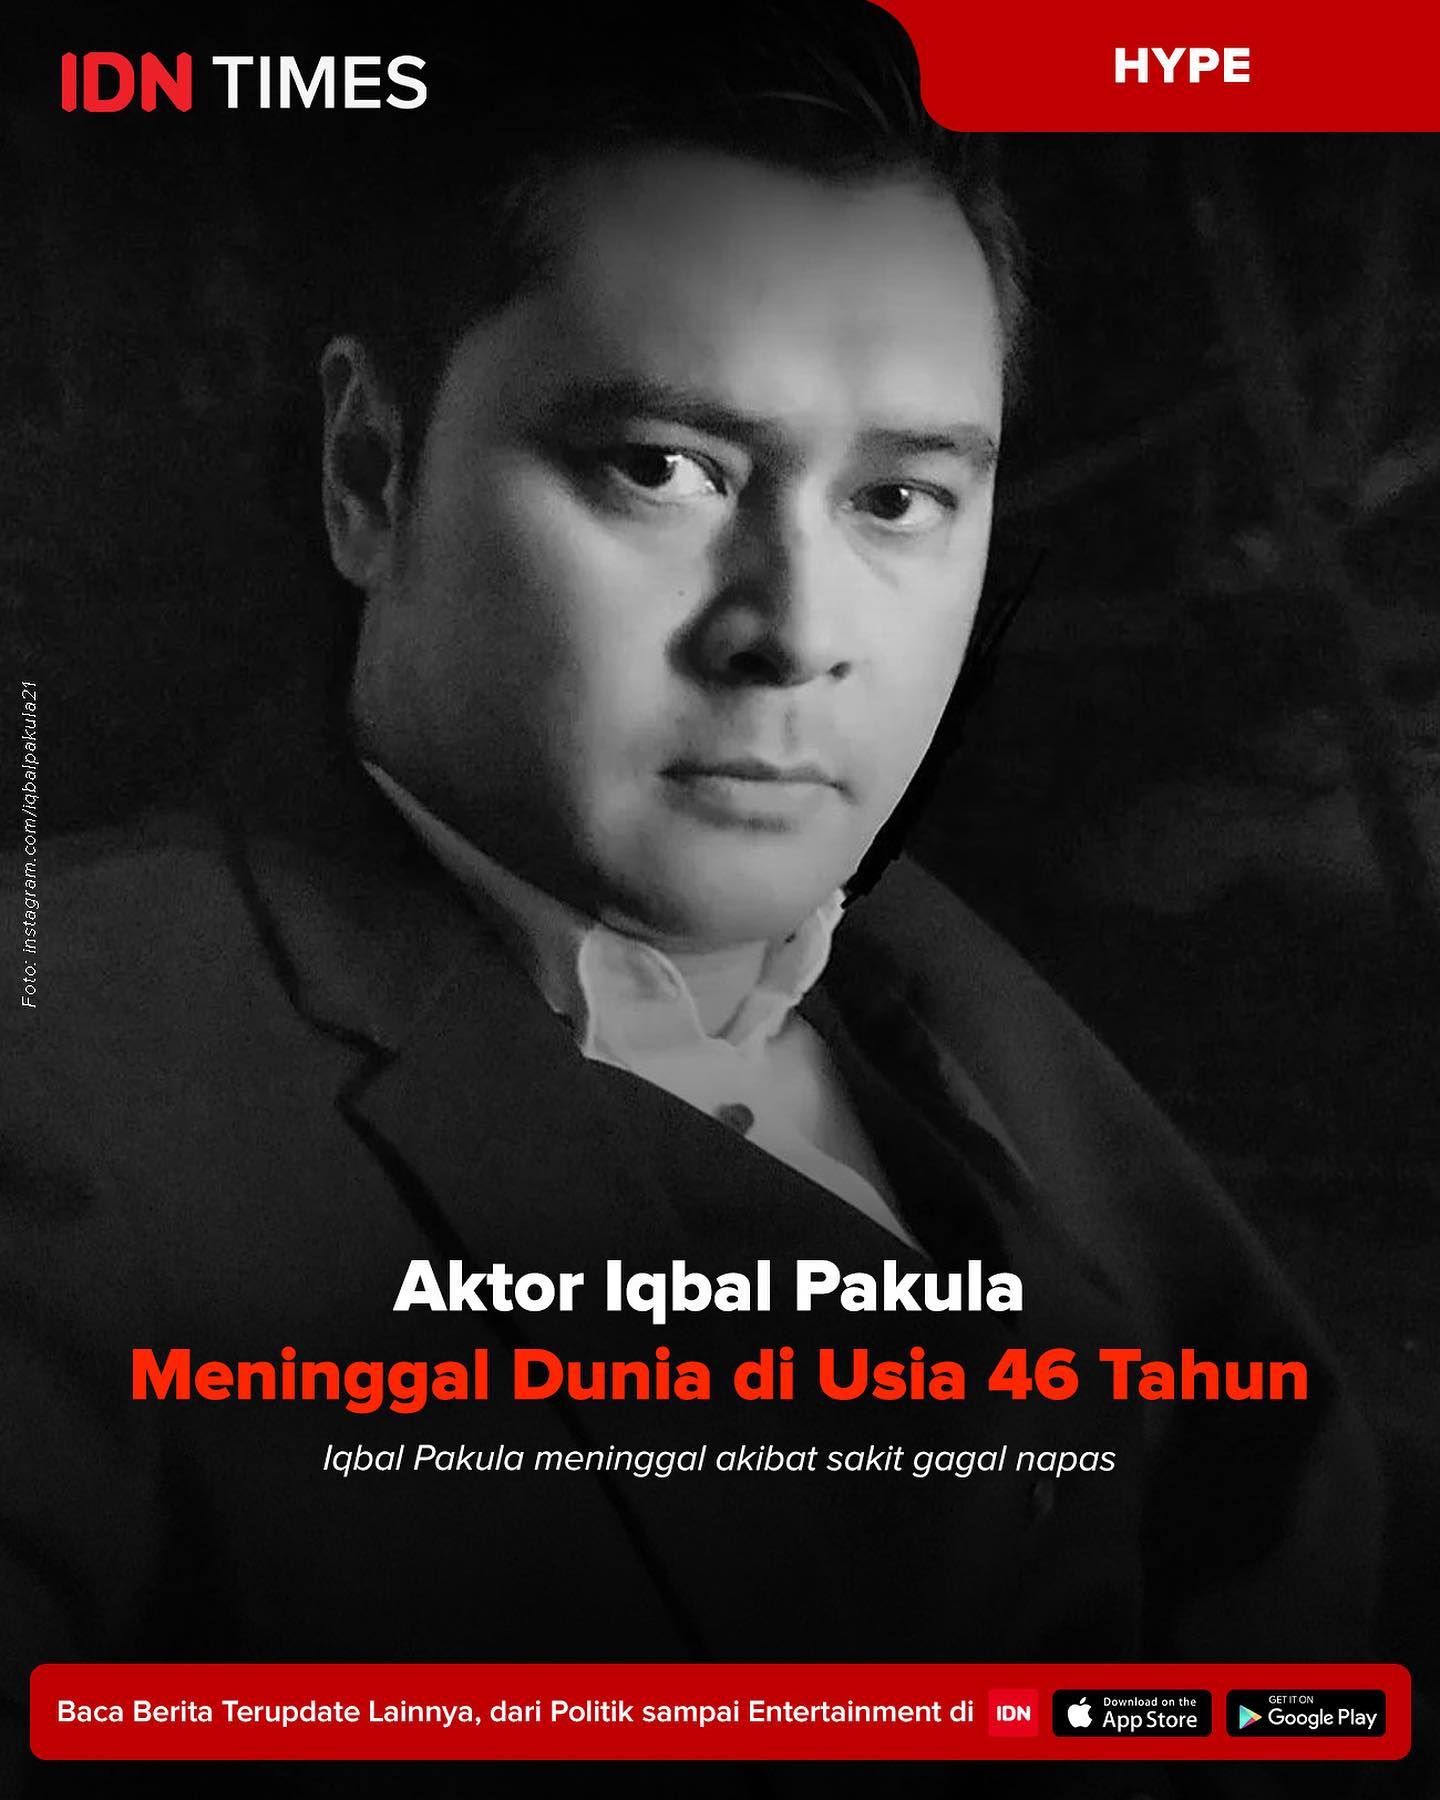 IDN TIMES
HYPE
Foto: instagram.com/iqbalpakula21
Aktor Iqbal Pakula
Meninggal Dunia di Usia 46 Tahun
Iqbal Pakula meninggal akibat sakit gagal napas
Baca Berita Terupdate Lainnya, dari Politik sampai Entertainment di
IDN
Download on the
App Store
GET IT ON
Google Play